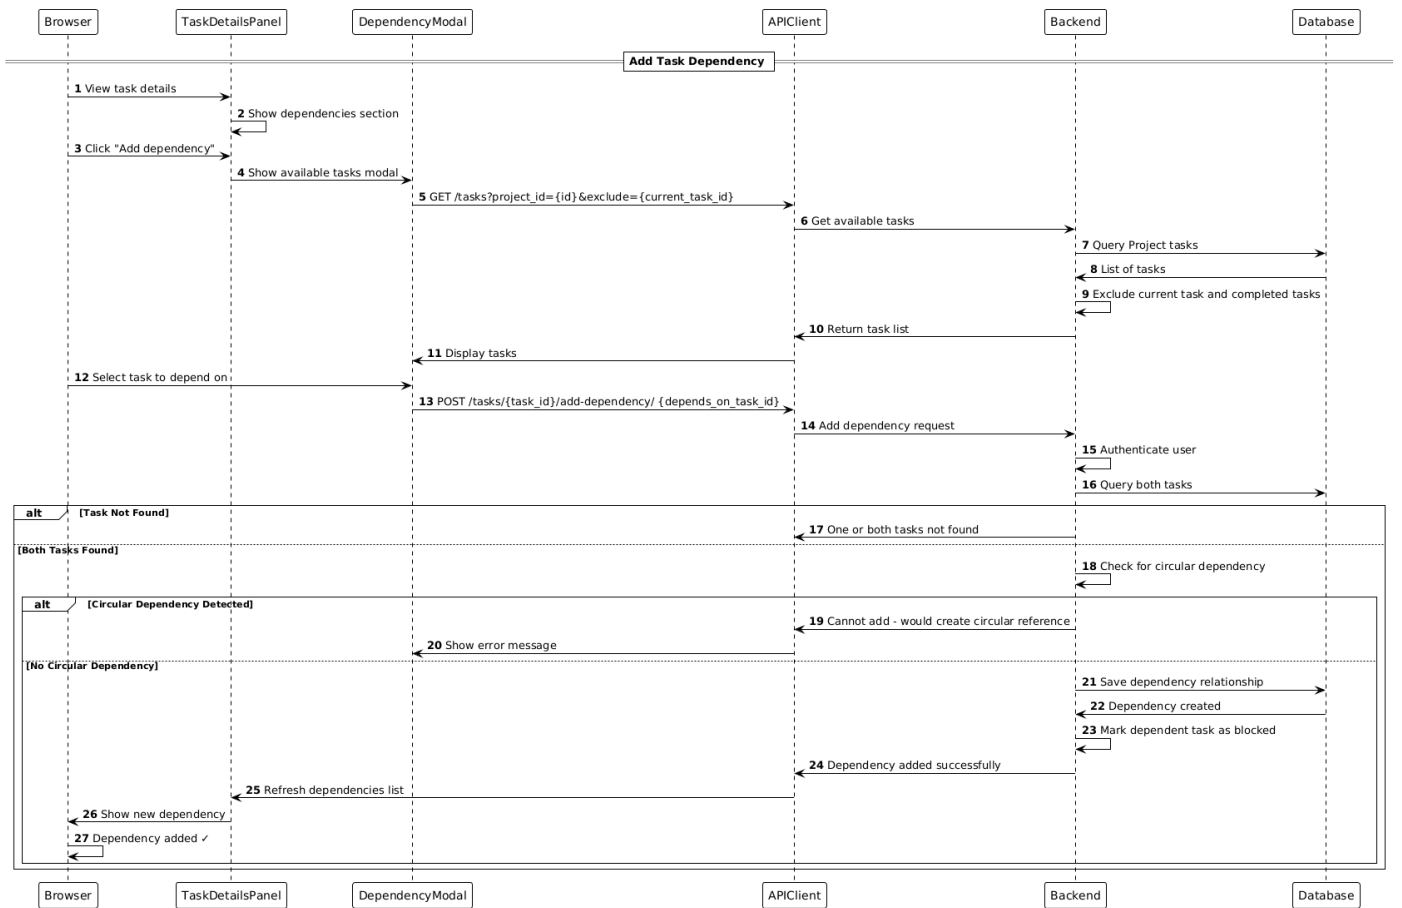 Browser TaskDetailsPanel DependencyModal APIClient Backend Database
Add Task Dependency
1 View task details
2 Show dependencies section
3 Click "Add dependency"
4 Show available tasks modal
5 GET /tasks?project_id={id}&exclude={current_task_id}
6 Get available tasks
7 Query Project tasks
8 List of tasks
9 Exclude current task and completed tasks
10 Return task list
11 Display tasks
12 Select task to depend on
13 POST /tasks/{task_id}/add-dependency/ {depends_on_task_id}
14 Add dependency request
15 Authenticate user
16 Query both tasks
alt [Task Not Found]
17 One or both tasks not found
[Both Tasks Found]
18 Check for circular dependency
alt [Circular Dependency Detected]
19 Cannot add - would create circular reference
20 Show error message
[No Circular Dependency]
21 Save dependency relationship
22 Dependency created
23 Mark dependent task as blocked
24 Dependency added successfully
25 Refresh dependencies list
26 Show new dependency
27 Dependency added ✓
Browser TaskDetailsPanel DependencyModal APIClient Backend Database